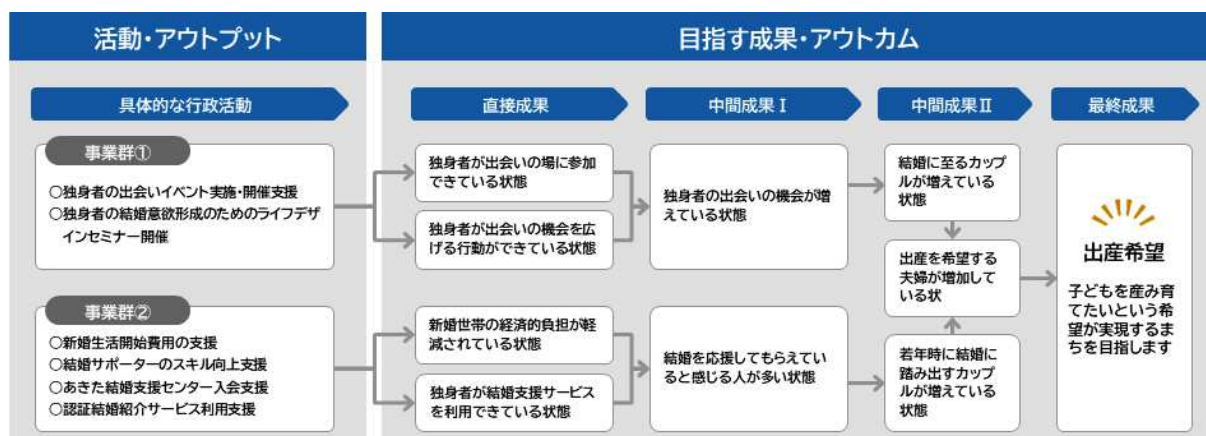 活動・アウトプット
目指す成果・アウトカム
具体的な行政活動
直接成果
中間成果Ⅰ
中間成果Ⅱ
最終成果
事業群①
○独身者の出会いイベント実施・開催支援
○独身者の結婚意欲形成のためのライフデザ
インセミナー開催
独身者が出会いの場に参加
できている状態
独身者が出会いの機会を広
げる行動ができている状態
独身者の出会いの機会が増
えている状態
結婚に至るカップ
ルが増えている
状態
出産を希望する
夫婦が増加して
いる状
事業群②
○新婚生活開始費用の支援
○結婚サポーターのスキル向上支援
○あきた結婚支援センター入会支援
○認証結婚紹介サービス利用支援
新婚世帯の経済的負担が軽
減されている状態
独身者が結婚支援サービス
を利用できている状態
結婚を応援してもらえてい
ると感じる人が多い状態
若年時に結婚に
踏み出すカップ
ルが増えている
状態
出産希望
子どもを産み育
てたいという希
望が実現するま
ちを目指します